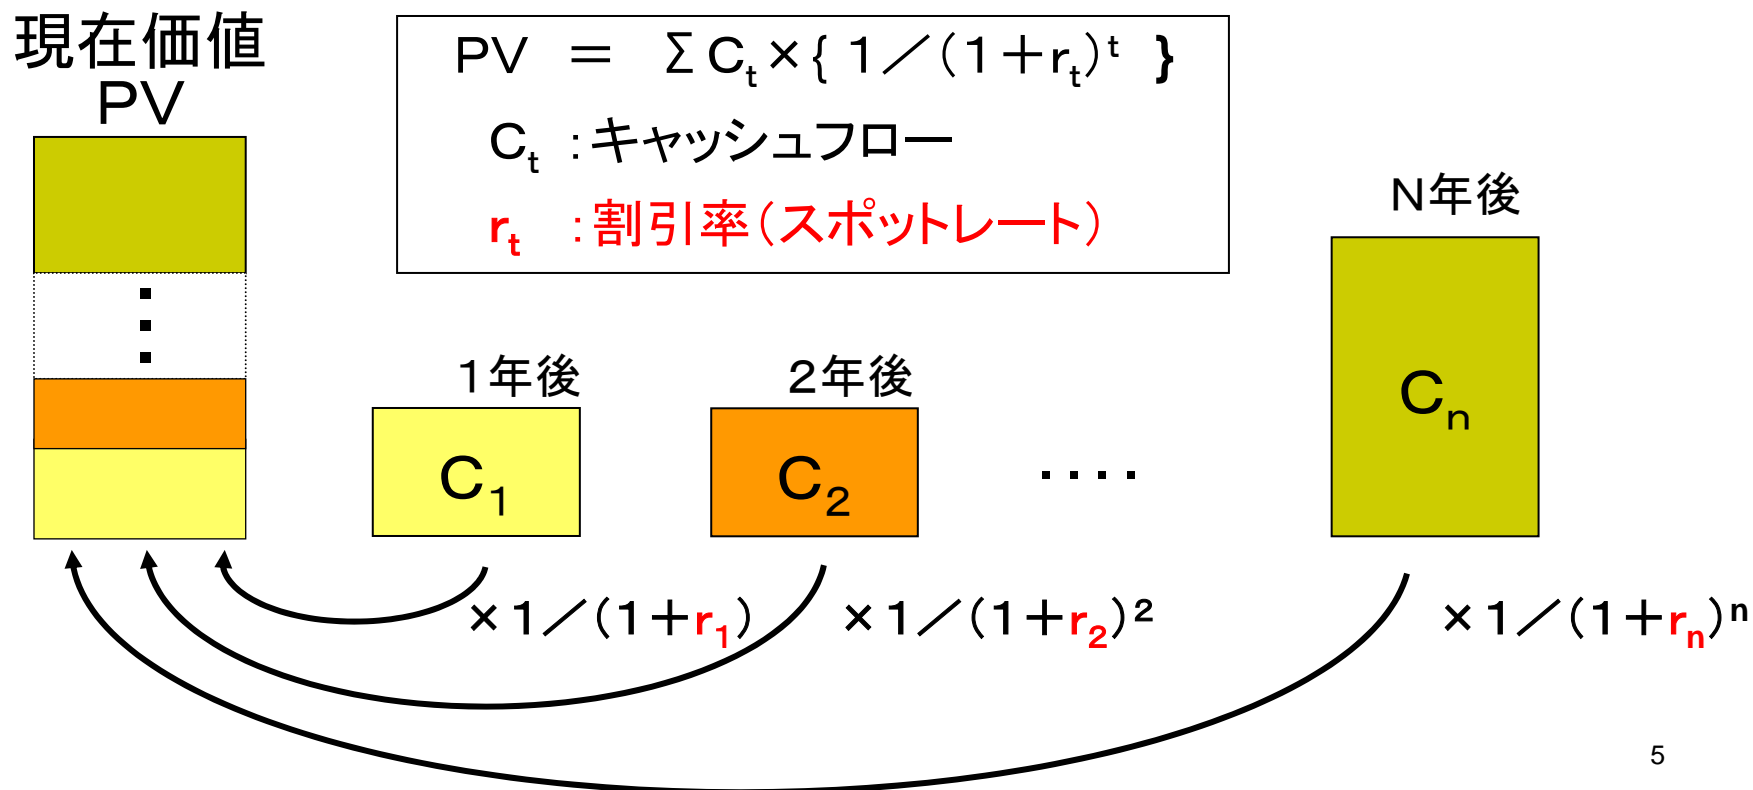 現在価値
PV
PV ＝ ΣCt×{ 1／(1＋rt)t }
Ct ：キャッシュフロー
rt ：割引率（スポットレート）
N年後
1年後
2年後
C1
C2
・・・・
Cn
×1／(1＋r1)
×1／(1＋r2)2
×1／(1＋rn)n
5